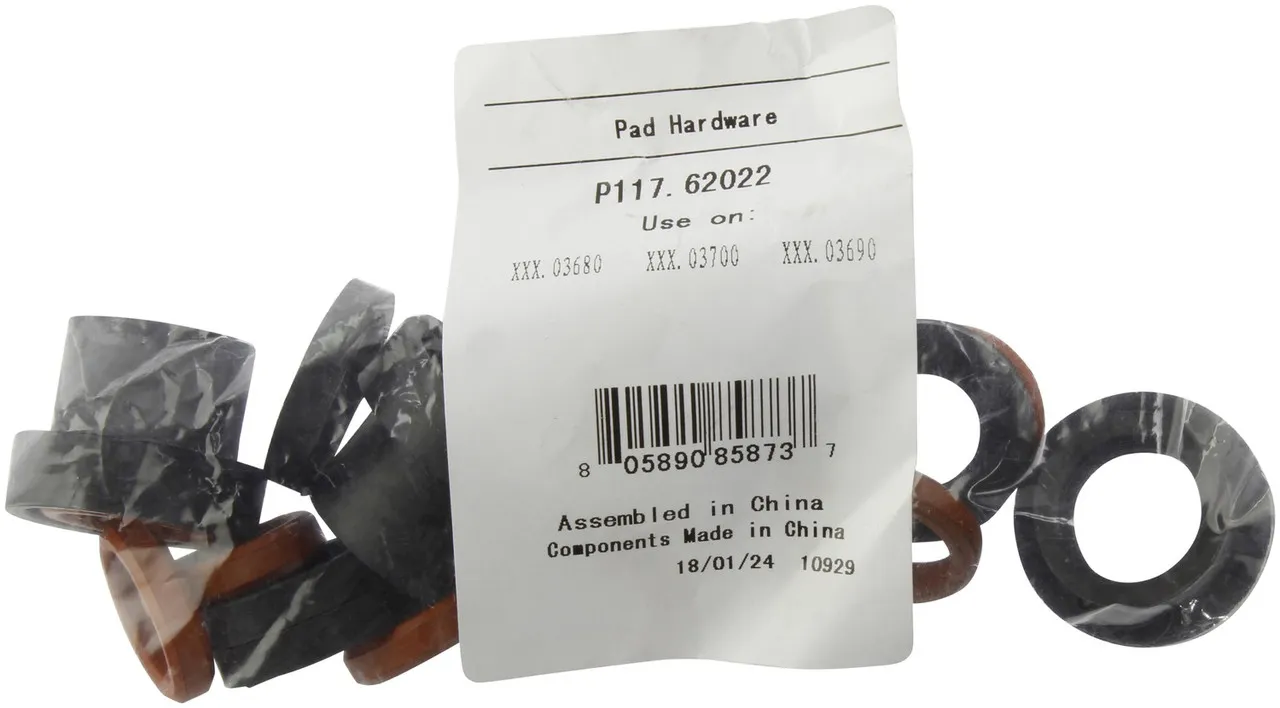 Pad Hardware
P117. 62022
Use on:
XXX. 03680 XXX. 03700 XXX. 03690
8 05890 85873 7
Assembled in China
Components Made in China
18/01/24 10929